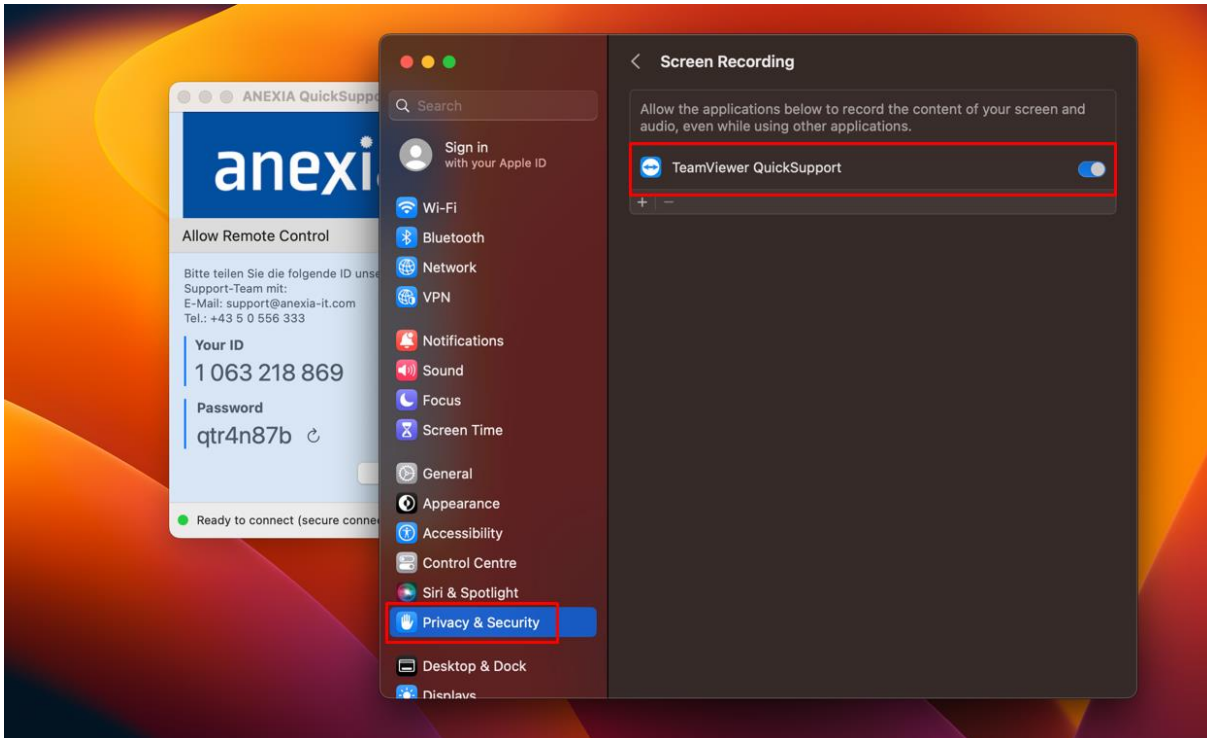 ANEXIA QuickSuppo
anexi
Allow Remote Control
Bitte teilen Sie die folgende ID unse
Support-Team mit:
E-Mail: support@anexia-it.com
Tel.: +43 5 0 556 333
Your ID
1 063 218 869
Password
qtr4n87b
Ready to connect (secure conne
Search
Sign in
with your Apple ID
Wi-Fi
Bluetooth
Network
VPN
Notifications
Sound
Focus
Screen Time
General
Appearance
Accessibility
Control Centre
Siri & Spotlight
Privacy & Security
Desktop & Dock
Displays
Screen Recording
Allow the applications below to record the content of your screen and
audio, even while using other applications.
TeamViewer QuickSupport